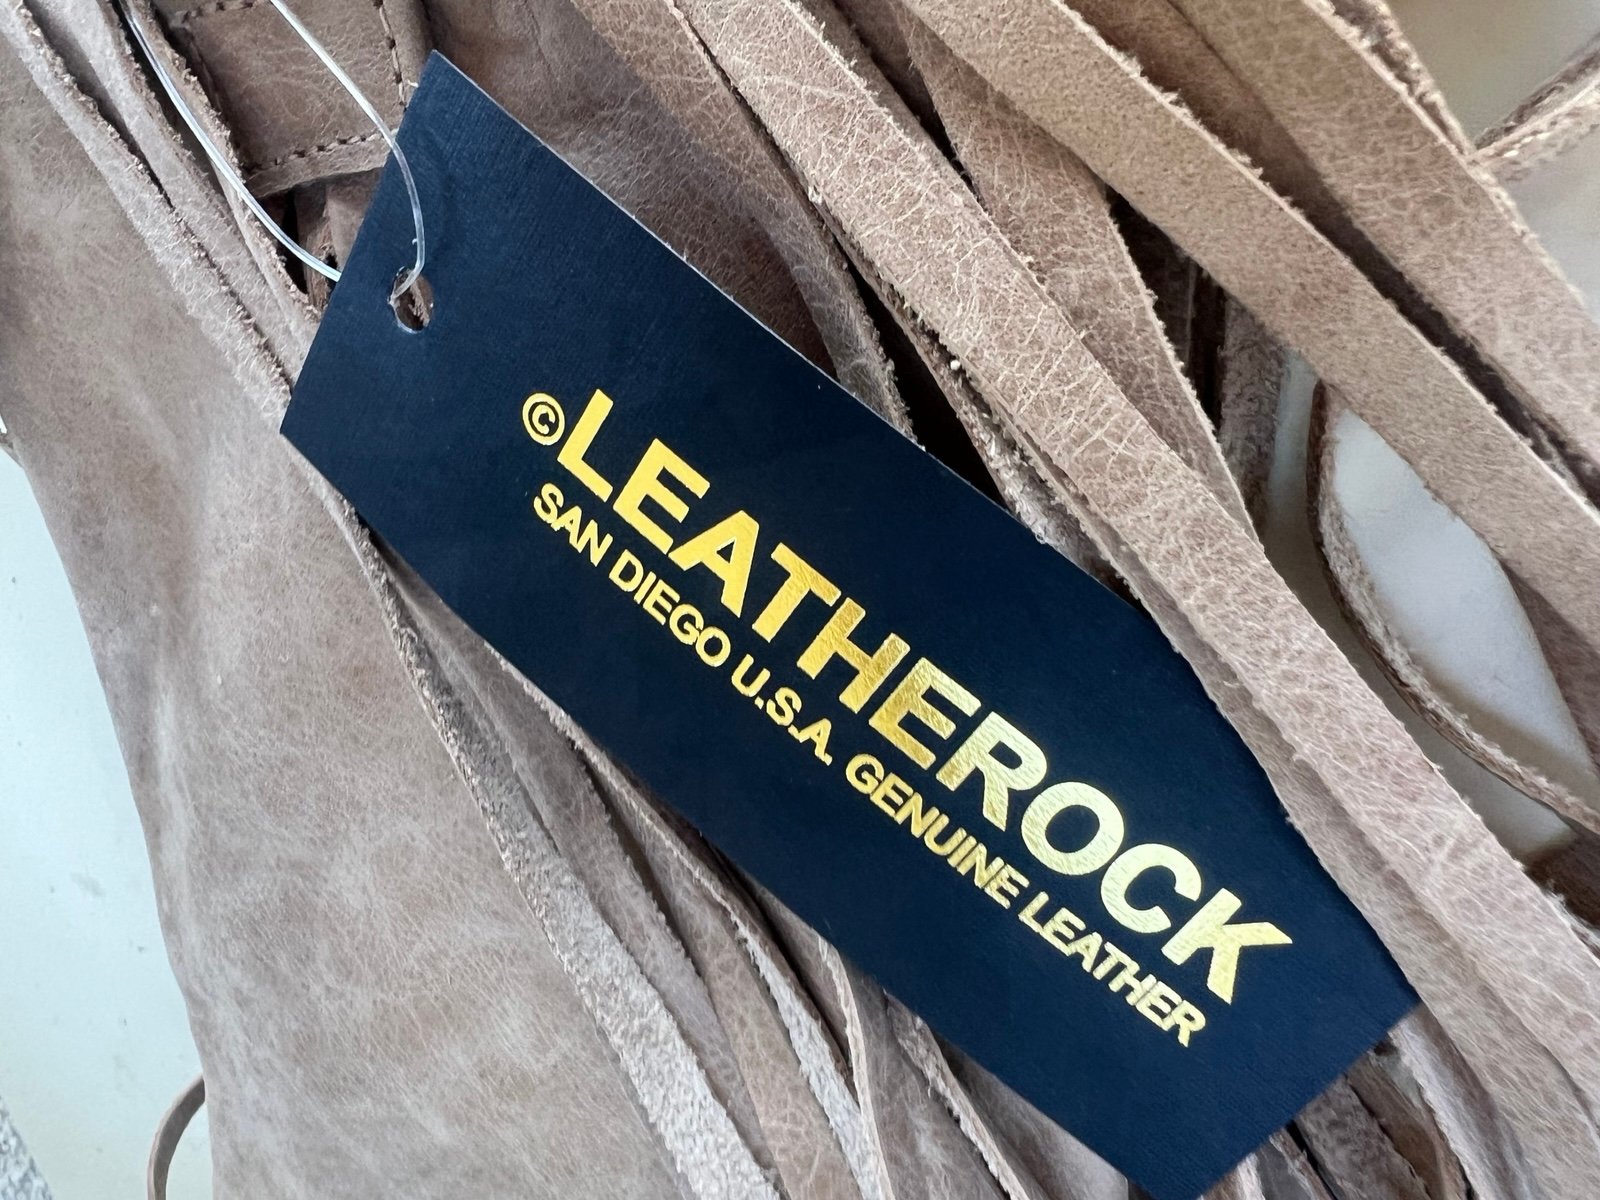 ©LEATHEROCK
SAN DIEGO U.S.A. GENUINE LEATHER